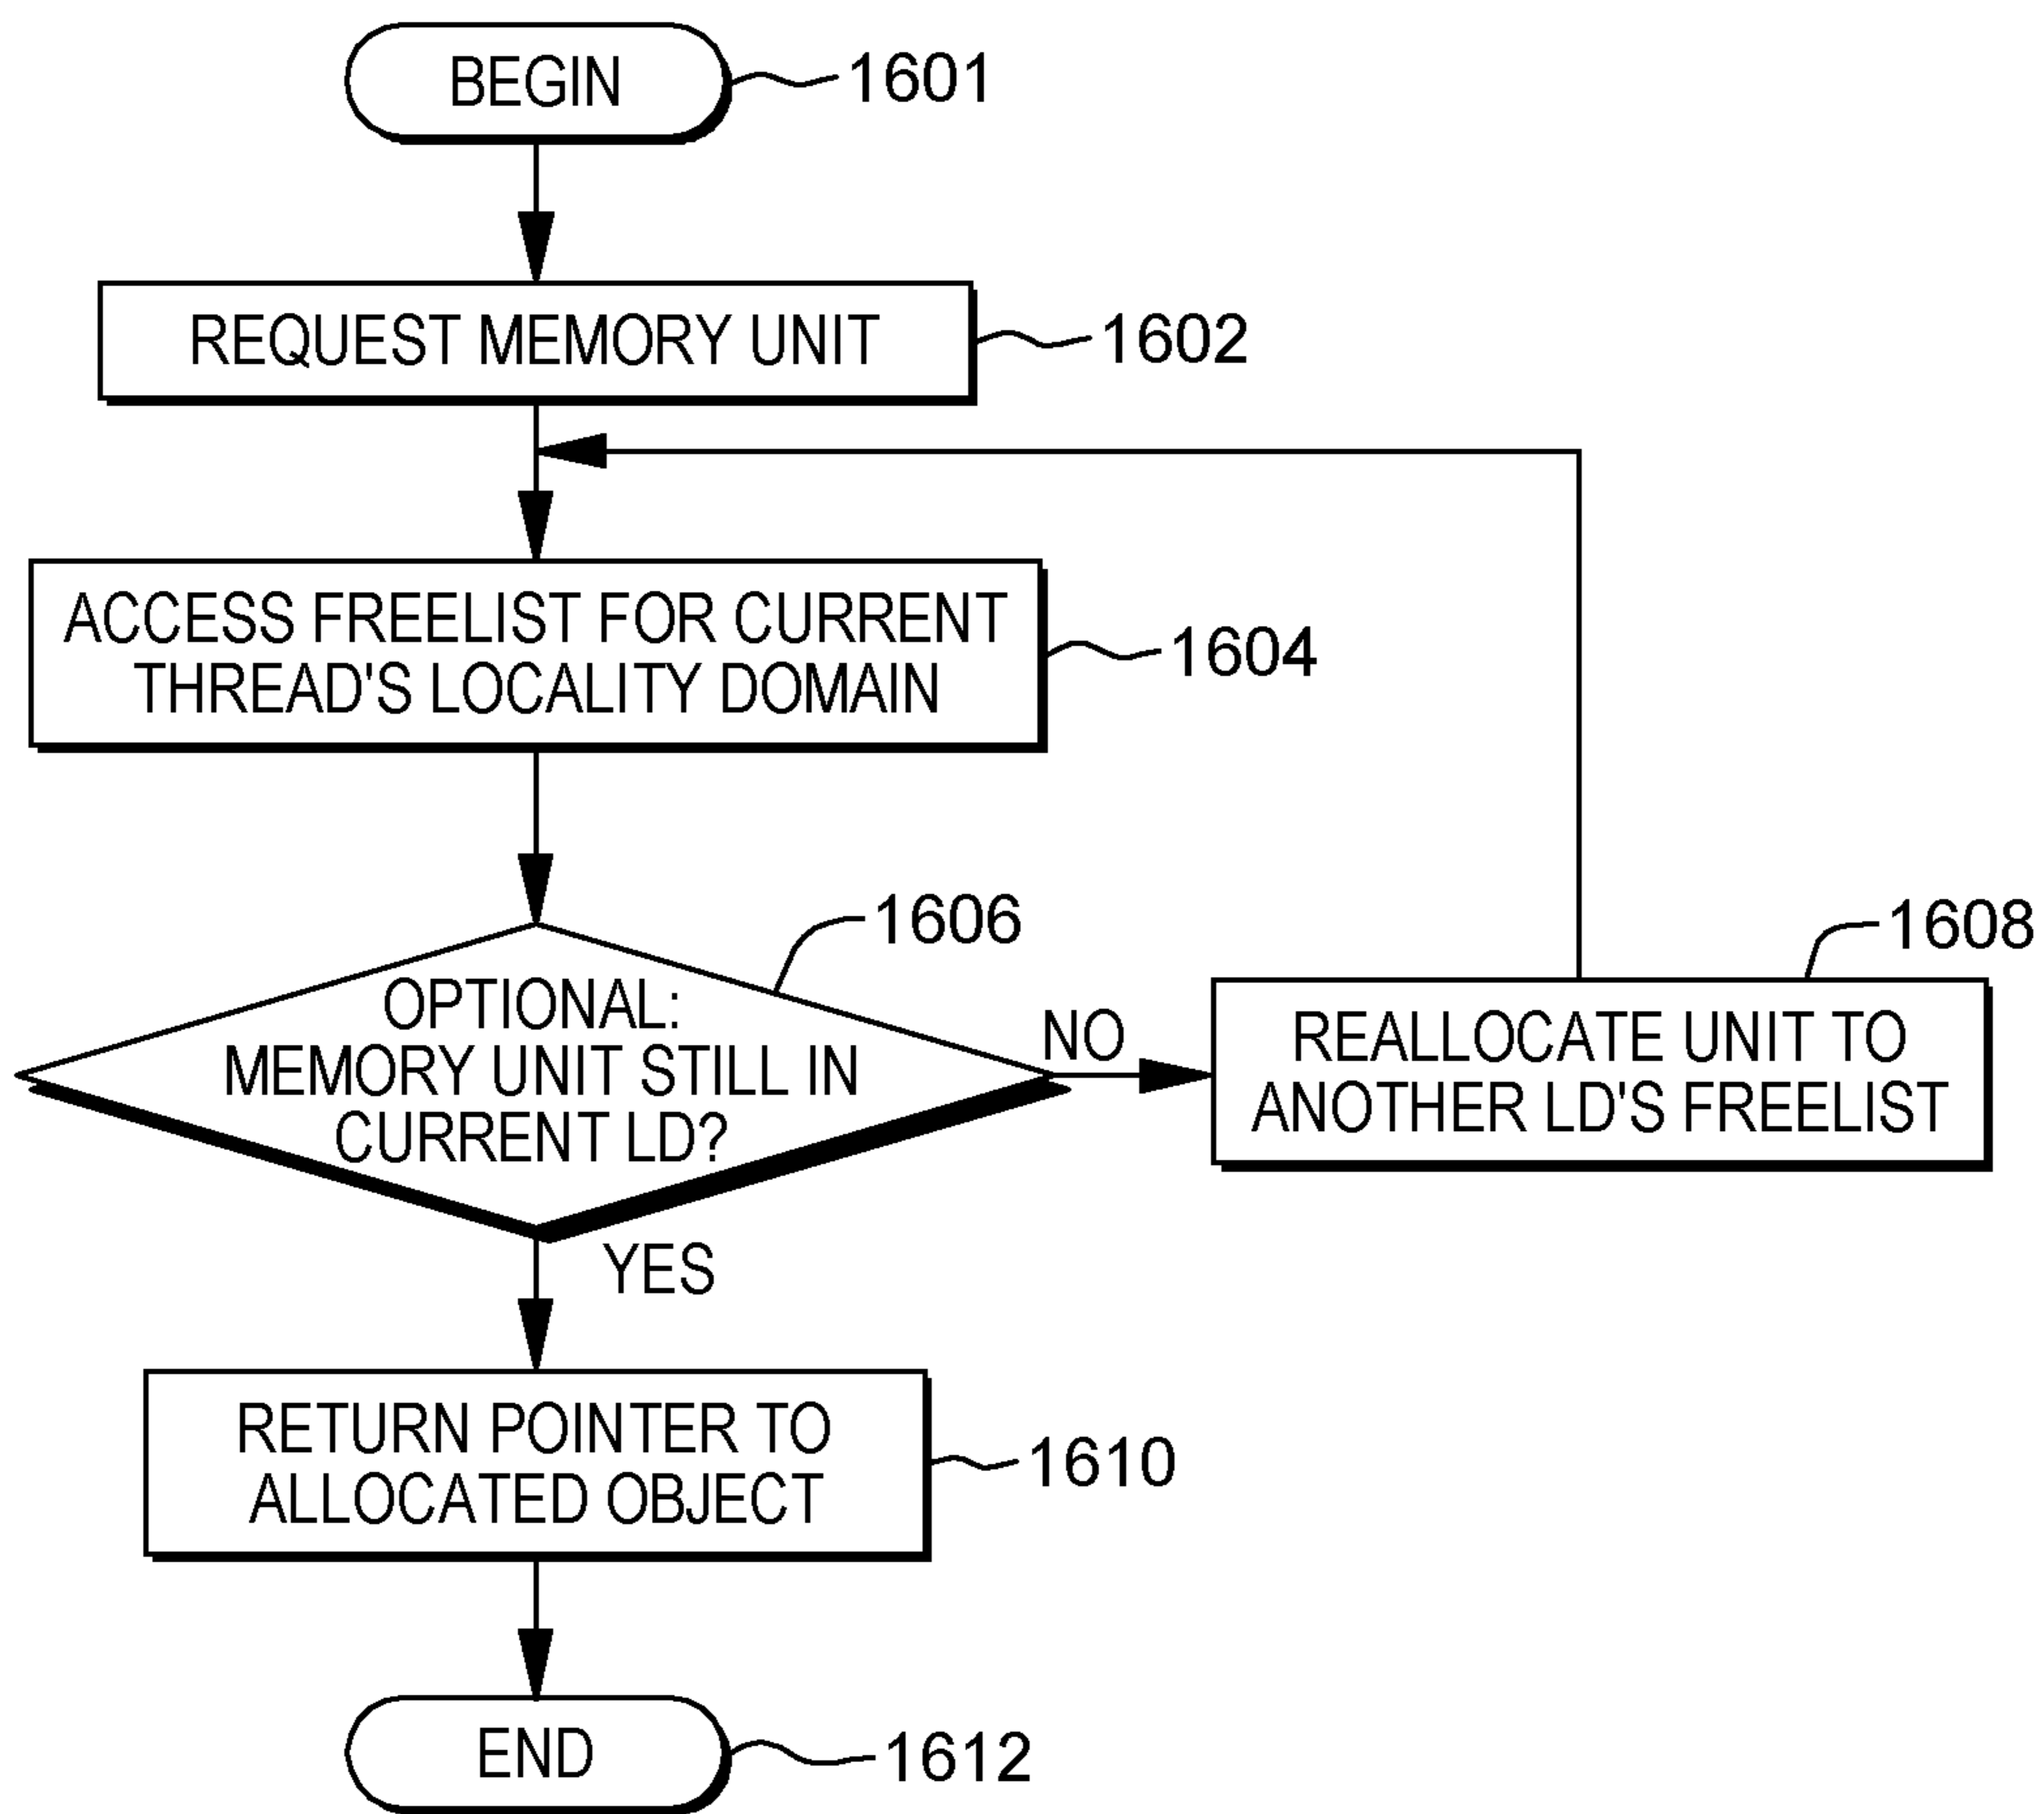 BEGIN
1601
REQUEST MEMORY UNIT
1602
ACCESS FREELIST FOR CURRENT
THREAD'S LOCALITY DOMAIN
1604
1606
OPTIONAL:
MEMORY UNIT STILL IN
CURRENT LD?
NO
1608
REALLOCATE UNIT TO
ANOTHER LD'S FREELIST
YES
RETURN POINTER TO
ALLOCATED OBJECT
1610
END
1612